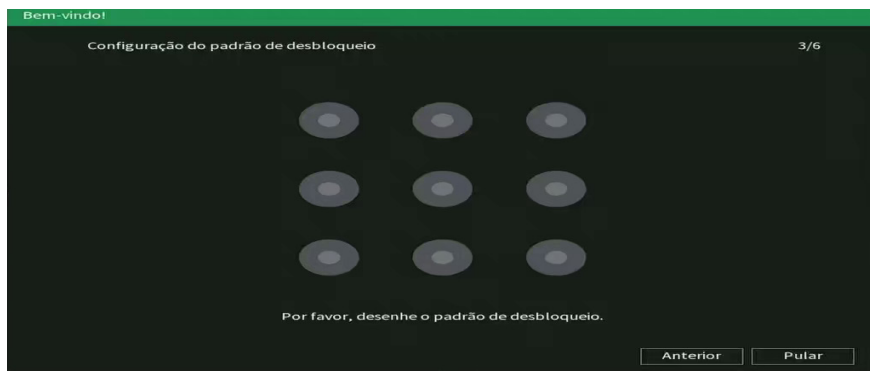 Bem-vindo!
Configuração do padrão de desbloqueio 3/6
Por favor, desenhe o padrão de desbloqueio.
Anterior Pular